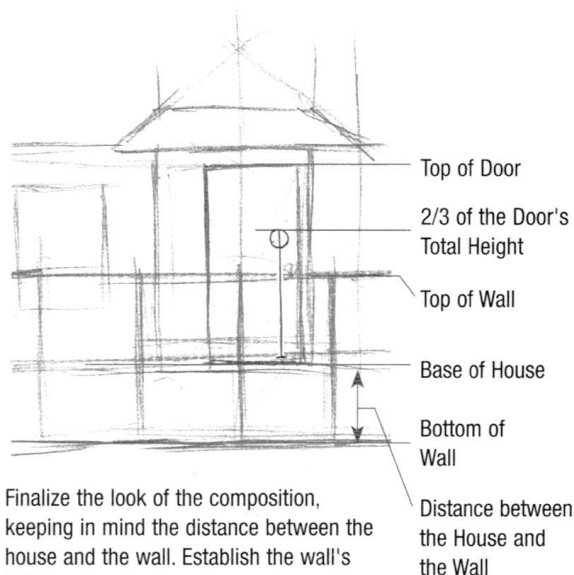 Top of Door
2/3 of the Door's
Total Height
Top of Wall
Base of House
Bottom of
Wall
Distance between
the House and
the Wall
Finalize the look of the composition,
keeping in mind the distance between the
house and the wall. Establish the wall's